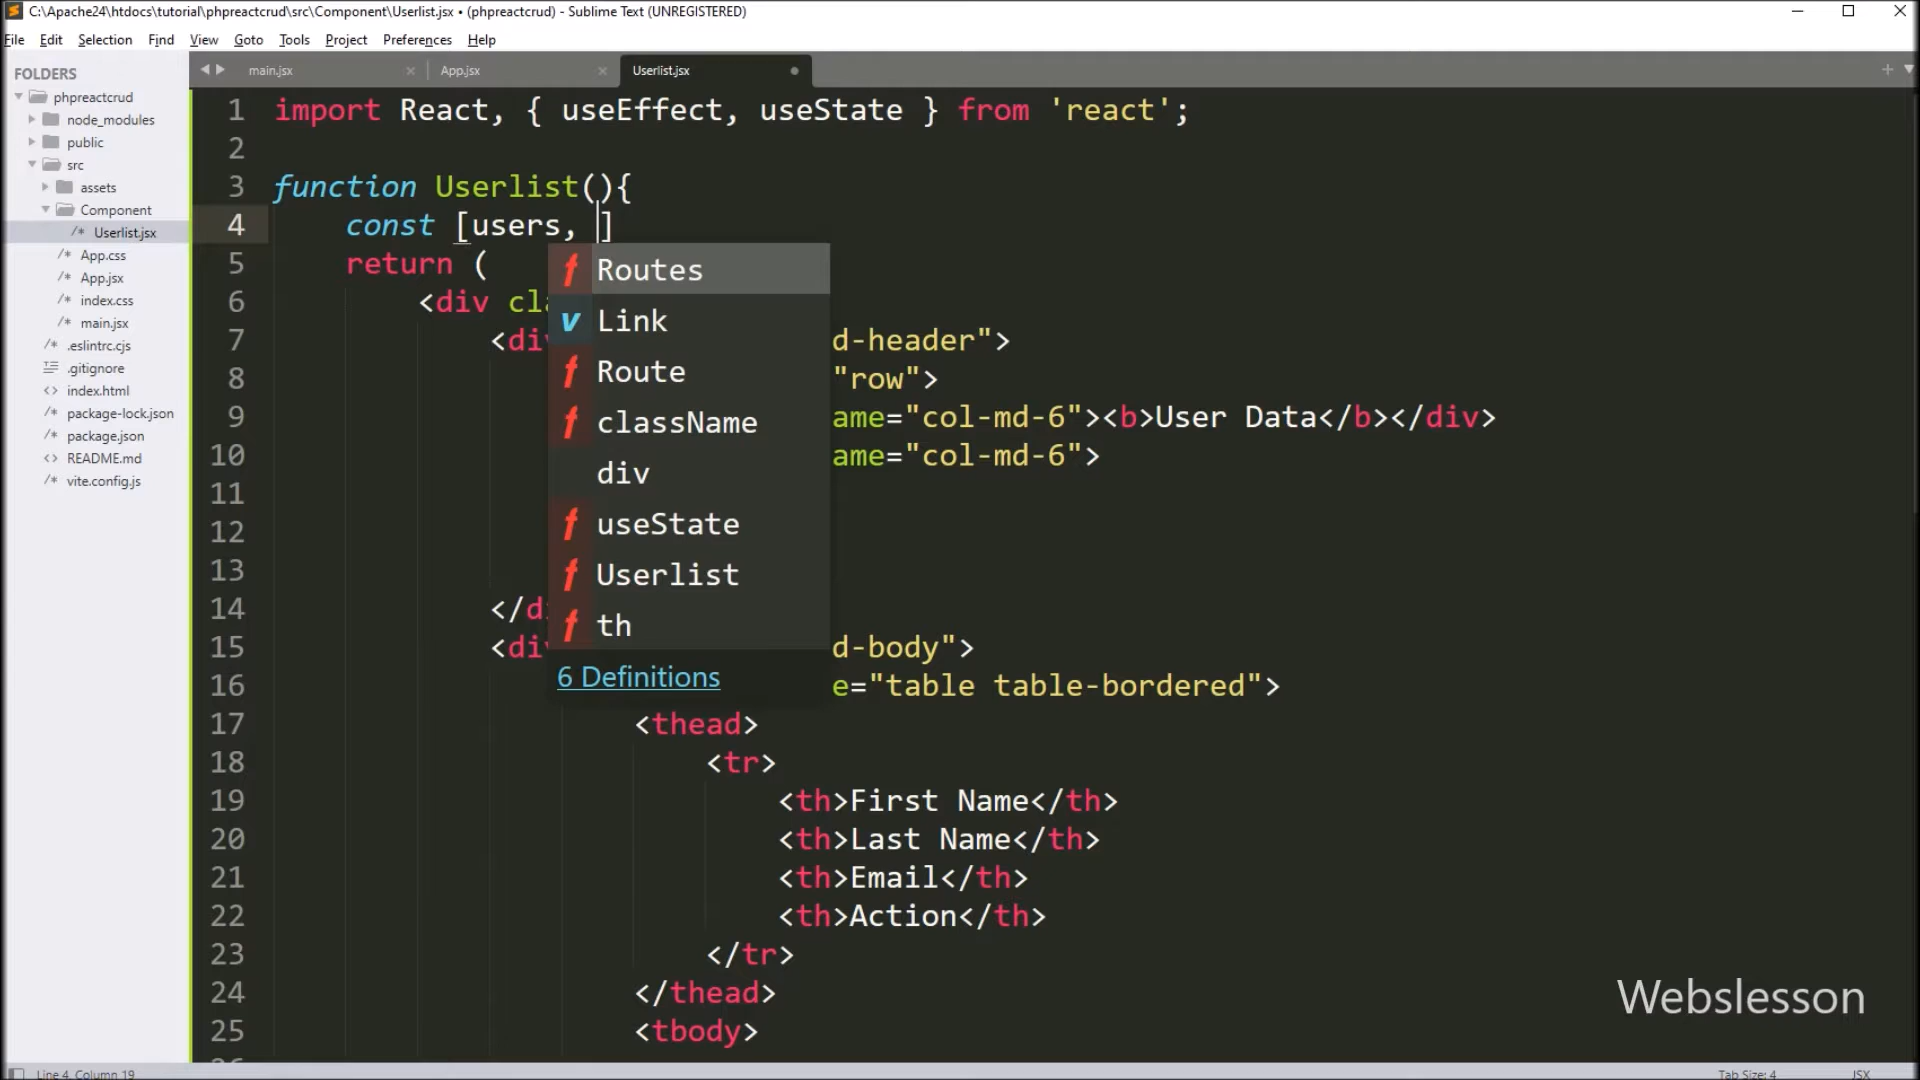 C:\Apache24\htdocs\tutorial\phpreactcrud\src\Component\Userlist.jsx • (phpreactcrud) - Sublime Text (UNREGISTERED)
File Edit Selection Find View Goto Tools Project Preferences Help
FOLDERS
phpreactcrud
node_modules
public
src
assets
Component
/* Userlist.jsx
/* App.css
/* App.jsx
/* index.css
/* main.jsx
/* .eslintrc.cjs
.gitignore
<> index.html
/* package-lock.json
/* package.json
<> README.md
/* vite.config.js
main.jsx × App.jsx × Userlist.jsx
1 import React, { useEffect, useState } from 'react';
2
3 function Userlist(){
4 const [users, ]
5 return (
6 <div cl
7 <di d-header">
8 "row">
9 ame="col-md-6"><b>User Data</b></div>
10 ame="col-md-6">
11
12
13
14 </d
15 <di d-body">
16 e="table table-bordered">
17 <thead>
18 <tr>
19 <th>First Name</th>
20 <th>Last Name</th>
21 <th>Email</th>
22 <th>Action</th>
23 </tr>
24 </thead>
25 <tbody>
f Routes
v Link
f Route
f className
div
f useState
f Userlist
f th
6 Definitions
Webslesson
Line 4, Column 19 Tab Size: 4 JSX